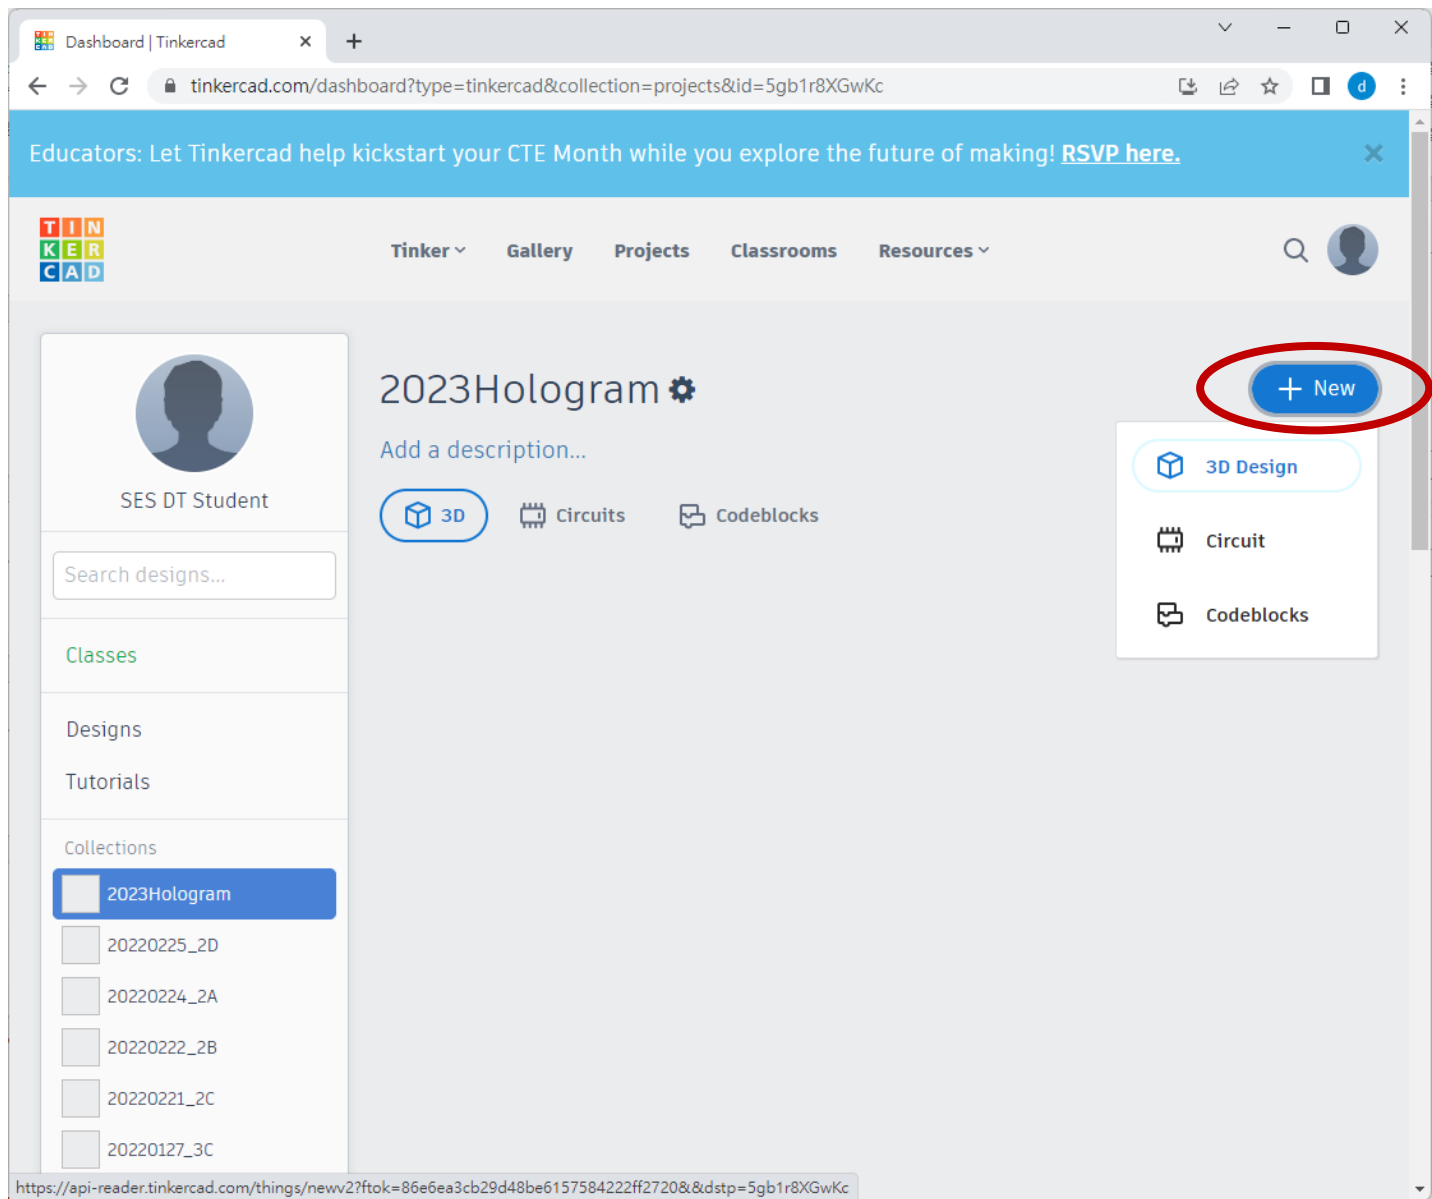 Dashboard | Tinkercad
tinkercad.com/dashboard?type=tinkercad&collection=projects&id=5gb1r8XGwKc
d
Educators: Let Tinkercad help kickstart your CTE Month while you explore the future of making! RSVP here.
TIN
KER
CAD
Tinker Gallery Projects Classrooms Resources
SES DT Student
Search designs...
Classes
Designs
Tutorials
Collections
2023Hologram
20220225_2D
20220224_2A
20220222_2B
20220221_2C
20220127_3C
2023Hologram
+ New
Add a description...
3D Circuits Codeblocks
3D Design
Circuit
Codeblocks
https://api-reader.tinkercad.com/things/newv2?ftok=86e6ea3cb29d48be6157584222ff2720&&dstp=5gb1r8XGwKc